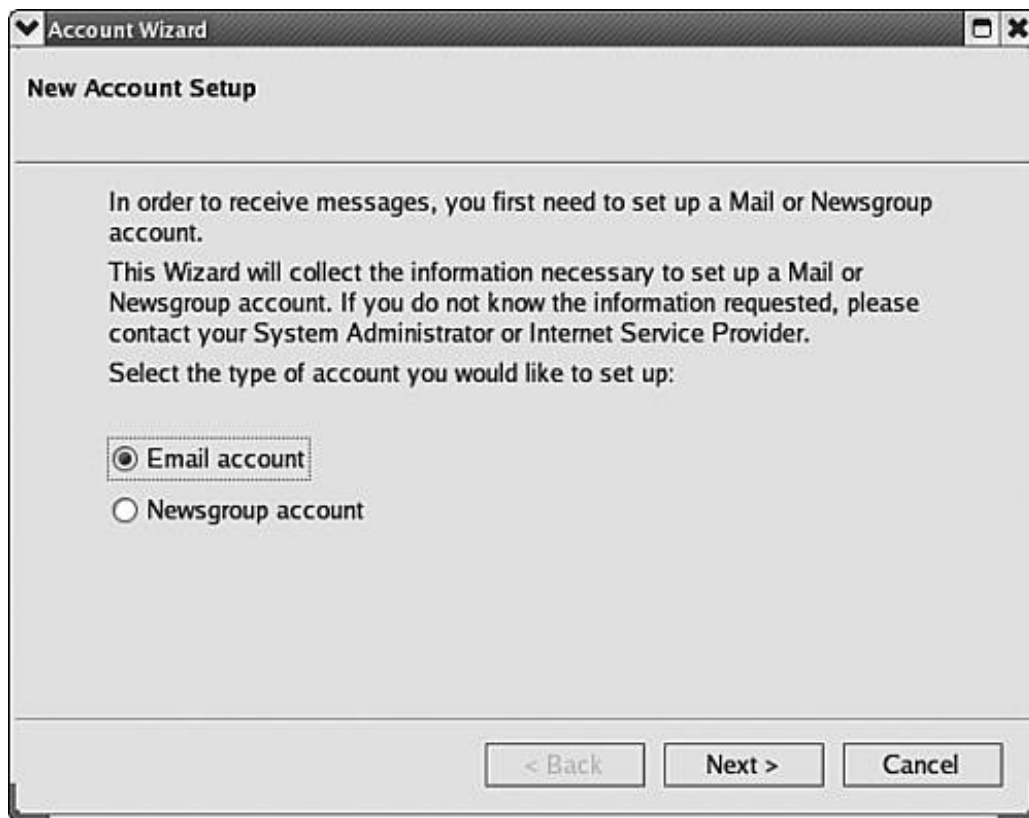 Account Wizard
New Account Setup
In order to receive messages, you first need to set up a Mail or Newsgroup
account.
This Wizard will collect the information necessary to set up a Mail or
Newsgroup account. If you do not know the information requested, please
contact your System Administrator or Internet Service Provider.
Select the type of account you would like to set up:
Email account
Newsgroup account
< Back
Next >
Cancel